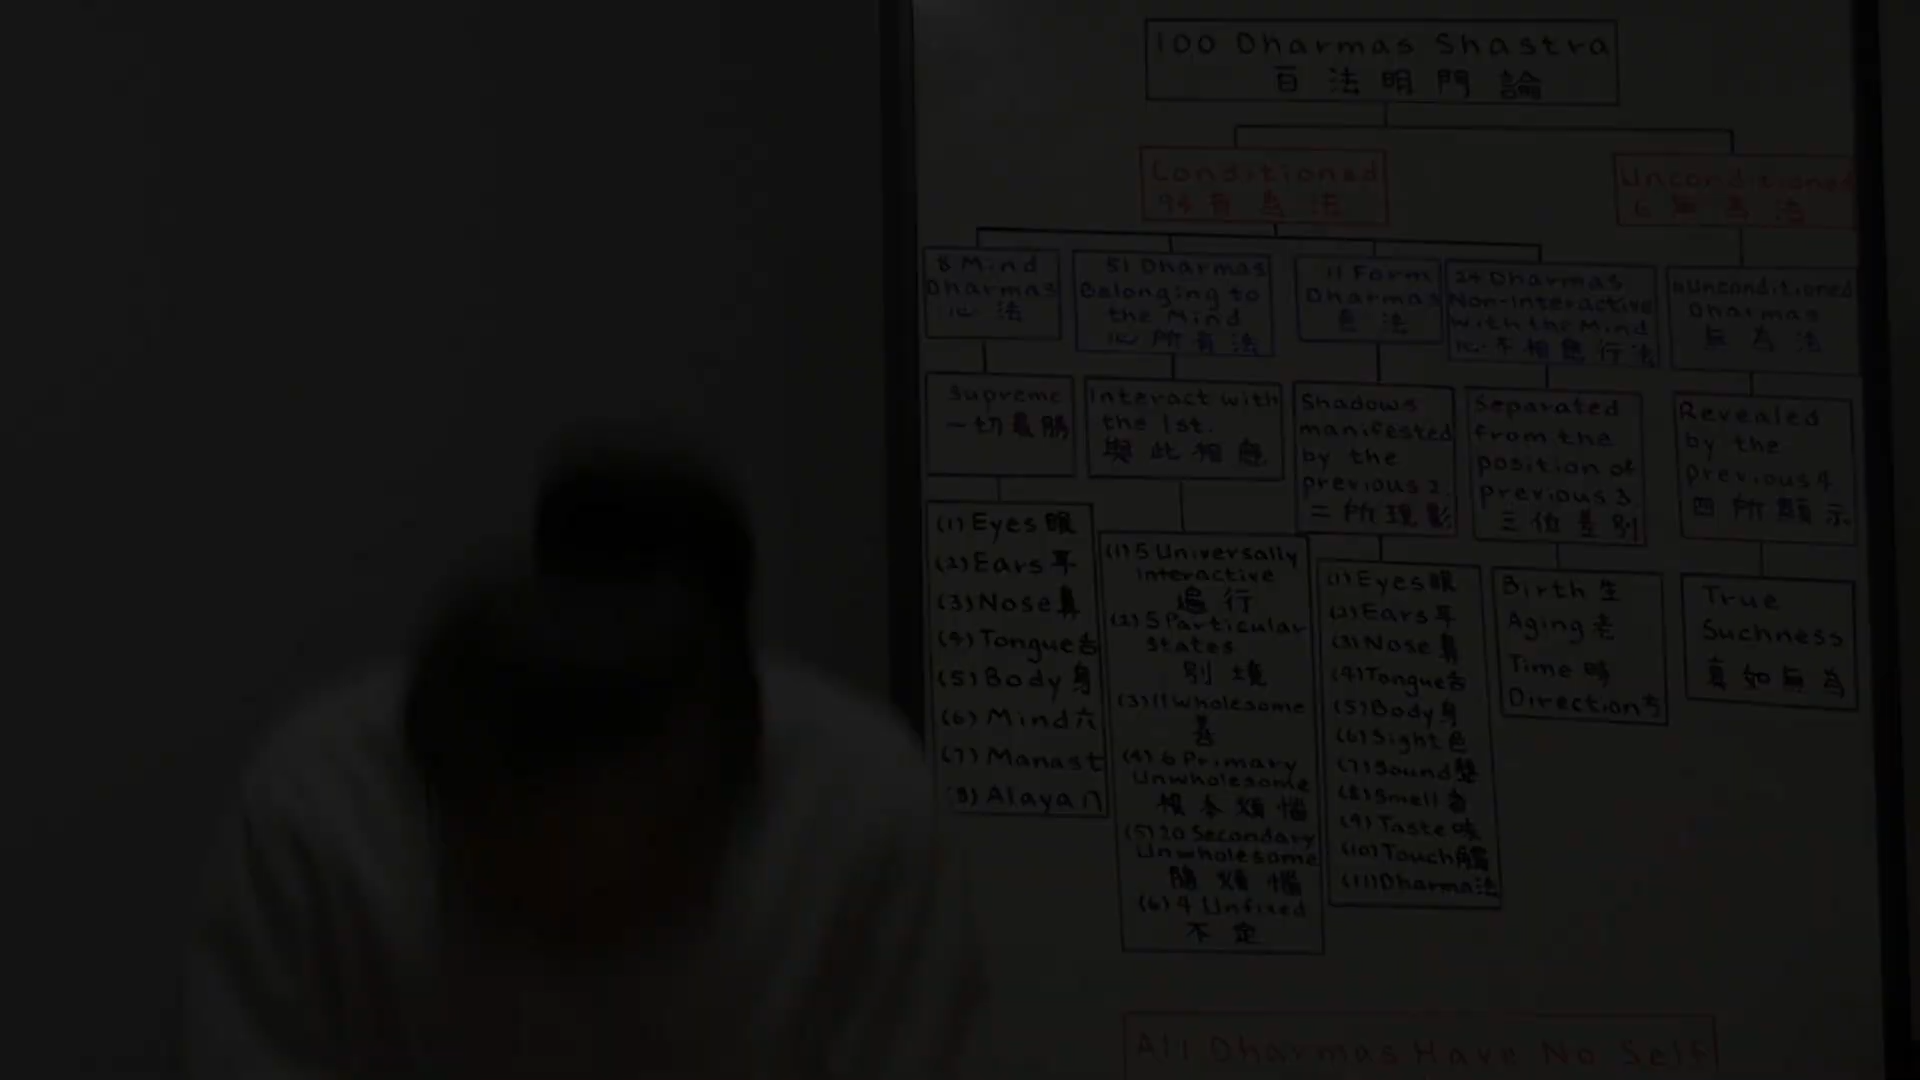 100 Dharmas Shastra
百法明門論
Conditioned
94有為法
Unconditioned
6無為法
8 Mind
Dharmas
心法
51 Dharmas
Belonging to
the Mind
心所有法
11 Form
Dharmas
色法
24 Dharmas
Non-interactive
with the Mind
心不相應行法
Unconditioned
Dharmas
無為法
Supreme
一切最勝
Interact with
the 1st.
與此相應
Shadows
manifested
by the
previous 2.
二所現影
Separated
from the
position of
previous 3
三位差別
Revealed
by the
previous 4
四所顯示
(1) Eyes 眼
(2) Ears 耳
(3) Nose 鼻
(4) Tongue 舌
(5) Body 身
(6) Mind 六
(7) Manas
(8) Alaya
(1) 5 Universally
interactive
遍行
(2) 5 Particular
States
別境
(3) 11 Wholesome
善
(4) 6 Primary
Unwholesome
根本煩惱
(5) 20 Secondary
Unwholesome
隨煩惱
(6) 4 Unfixed
不定
(1) Eyes 眼
(2) Ears 耳
(3) Nose 鼻
(4) Tongue 舌
(5) Body 身
(6) Sight 色
(7) Sound 聲
(8) Smell 香
(9) Taste 味
(10) Touch 觸
(11) Dharma 法
Birth 生
Aging 老
Time 時
Direction 方
True
Suchness
真如無為
All Dharmas Have No Self